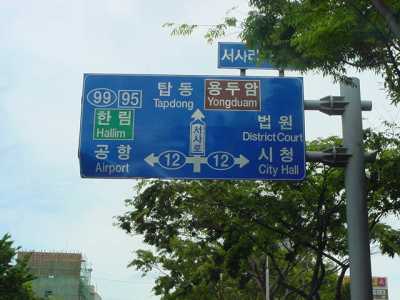 서사라
탑동
Tapdong
용두암
Yongduam
99 95
한림
Hallim
법원
District Court
서사로
공항
Airport
12 12
시청
City Hall